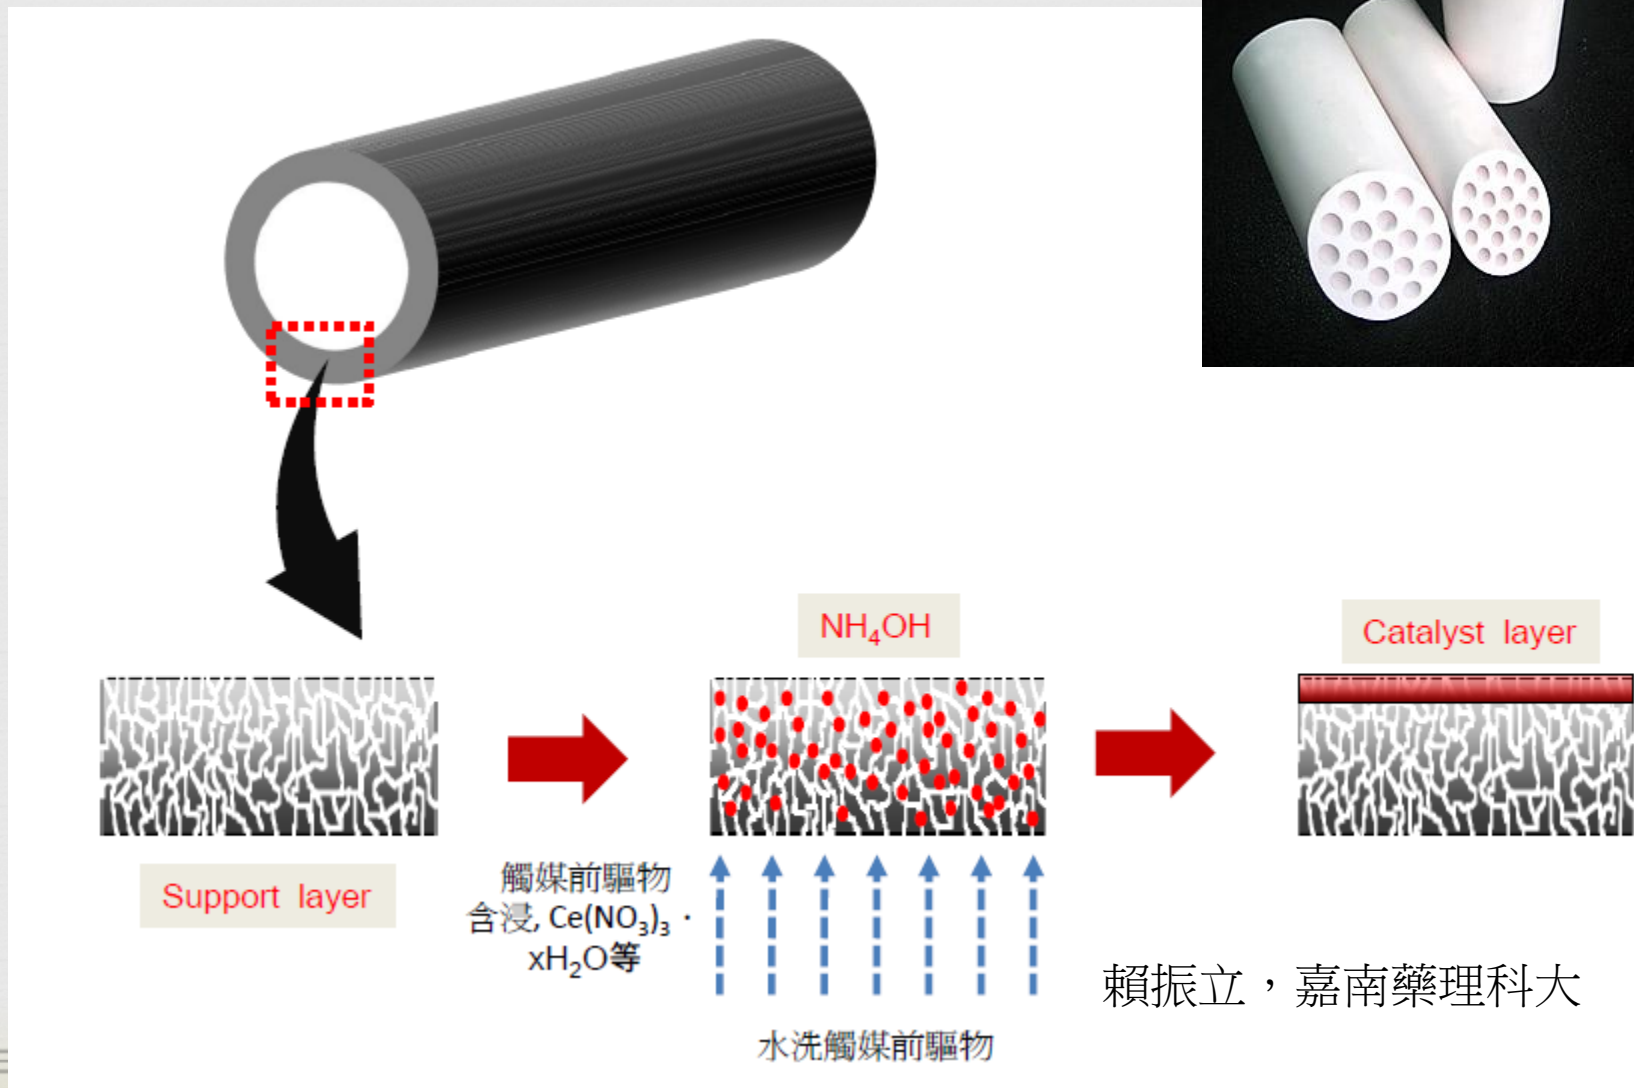 NH₄OH
Catalyst layer
Support layer
觸媒前驅物
含浸, Ce(NO₃)₃ ·
xH₂O等
賴振立，嘉南藥理科大
水洗觸媒前驅物